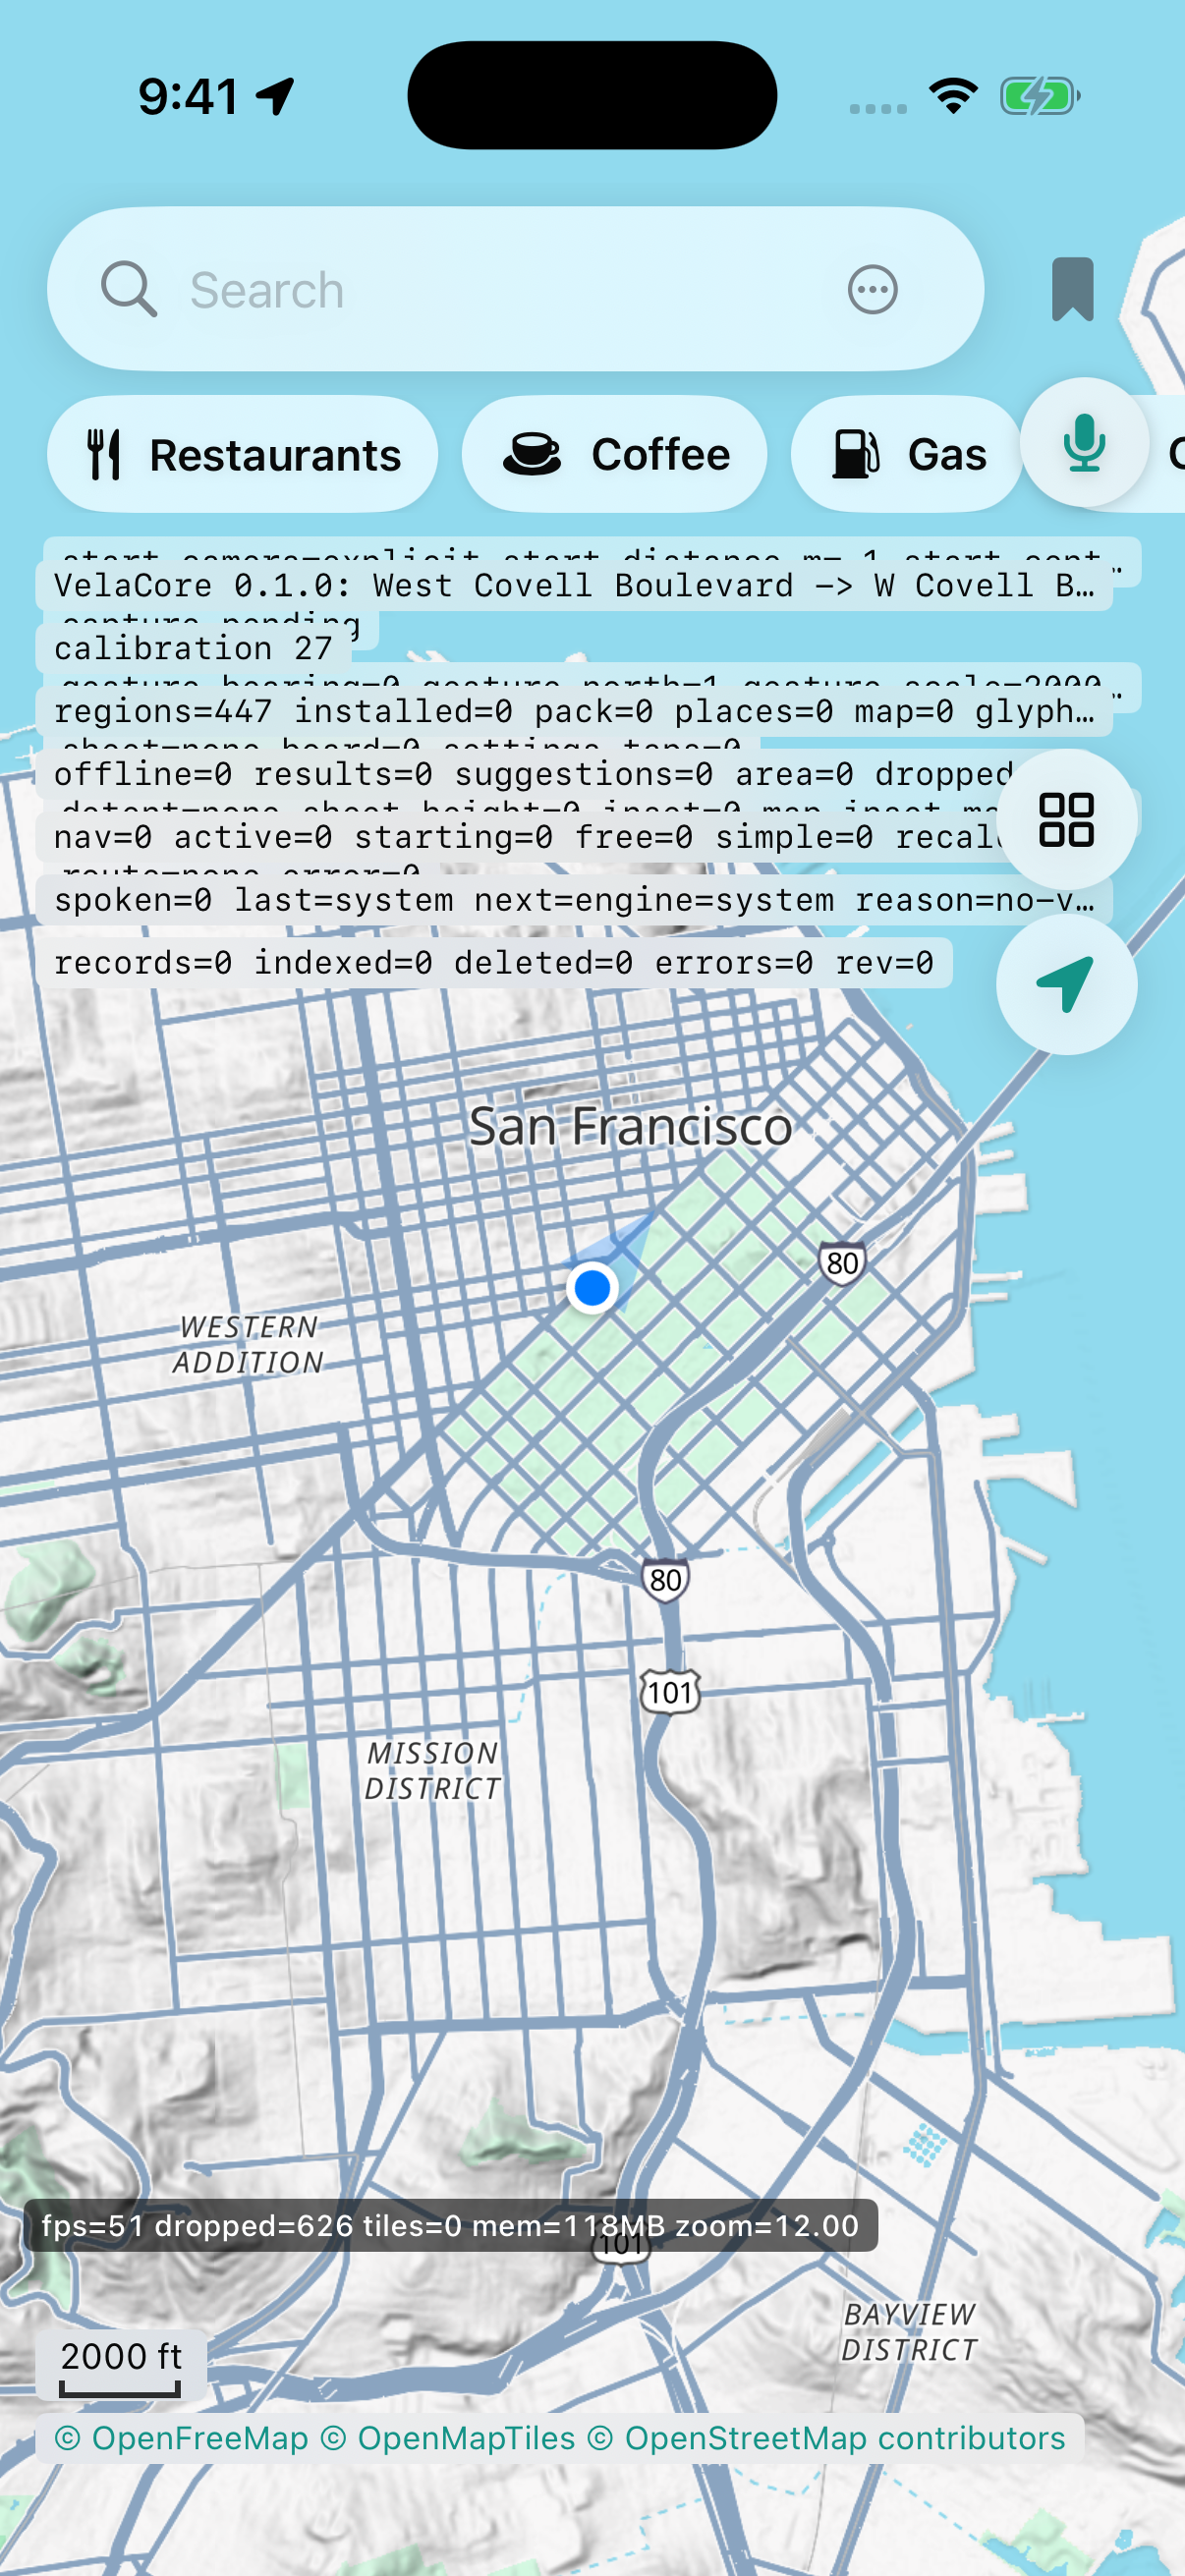 9:41
Search
Restaurants
Coffee
Gas
VelaCore 0.1.0: West Covell Boulevard -> W Covell B…
calibration 27
regions=447 installed=0 pack=0 places=0 map=0 glyph…
offline=0 results=0 suggestions=0 area=0 dropped
nav=0 active=0 starting=0 free=0 simple=0 recalc
spoken=0 last=system next=engine=system reason=no-v…
records=0 indexed=0 deleted=0 errors=0 rev=0
San Francisco
80
WESTERN
ADDITION
80
101
MISSION
DISTRICT
fps=51 dropped=626 tiles=0 mem=118MB zoom=12.00
101
BAYVIEW
DISTRICT
2000 ft
© OpenFreeMap © OpenMapTiles © OpenStreetMap contributors